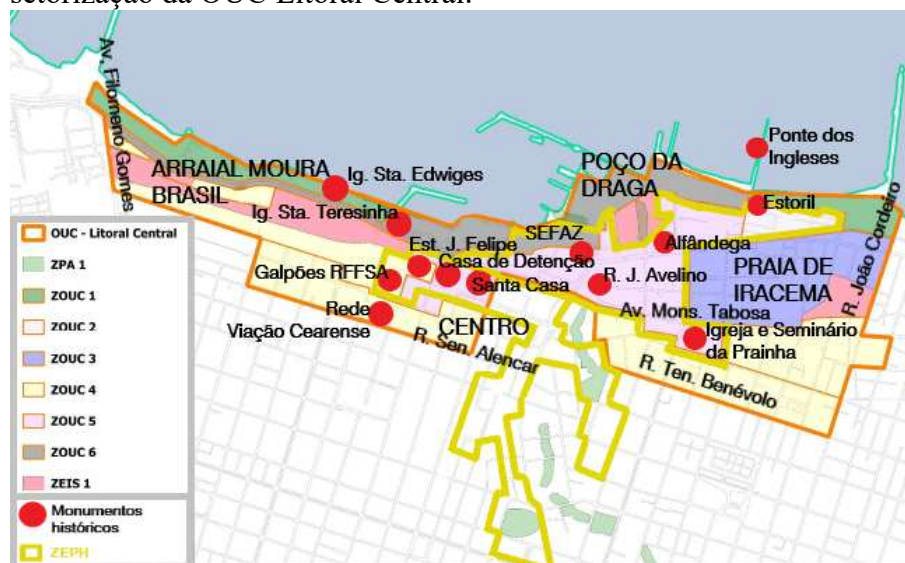 setorização da OUC Litoral Central.
Av. Filomeno Gomes
ARRAIAL MOURA
BRASIL
Ig. Sta. Edwiges
Ig. Sta. Teresinha
POÇO DA
DRAGA
Ponte dos
Ingleses
Estoril
SEFAZ
Alfândega
Est. J. Felipe
Casa de Detenção
Galpões RFFSA
Santa Casa
R. J. Avelino
PRAIA DE
IRACEMA
R. João Cordeiro
Av. Mons. Tabosa
Rede
Viação Cearense
CENTRO
R. Sen. Alencar
Igreja e Seminário
da Prainha
R. Ten. Benévolo
OUC - Litoral Central
ZPA 1
ZOUC 1
ZOUC 2
ZOUC 3
ZOUC 4
ZOUC 5
ZOUC 6
ZEIS 1
Monumentos
históricos
ZEPH